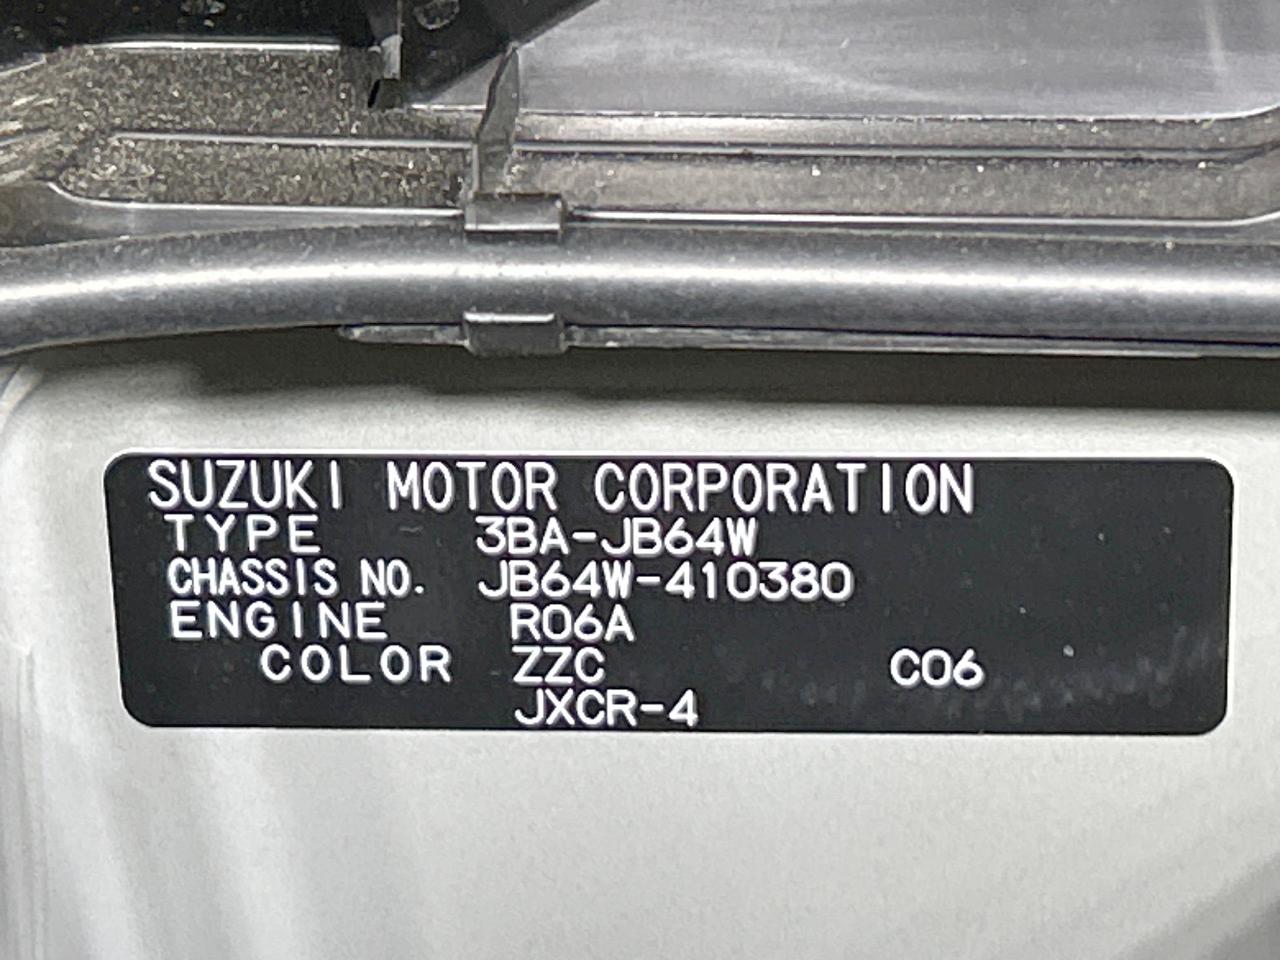 SUZUKI MOTOR CORPORATION
TYPE 3BA-JB64W
CHASSIS NO. JB64W-410380
ENGINE R06A
COLOR ZZC C06
JXCR-4